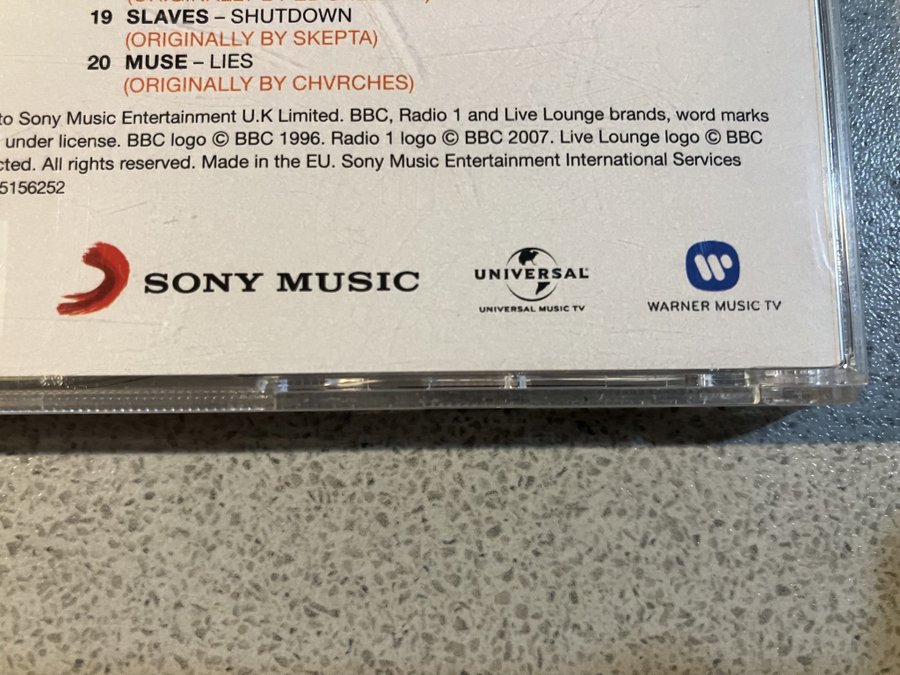 19 SLAVES – SHUTDOWN
(ORIGINALLY BY SKEPTA)
20 MUSE – LIES
(ORIGINALLY BY CHVRCHES)
to Sony Music Entertainment U.K Limited. BBC, Radio 1 and Live Lounge brands, word marks
under license. BBC logo © BBC 1996. Radio 1 logo © BBC 2007. Live Lounge logo © BBC
cted. All rights reserved. Made in the EU. Sony Music Entertainment International Services
5156252
SONY MUSIC
UNIVERSAL
UNIVERSAL MUSIC TV
WARNER MUSIC TV